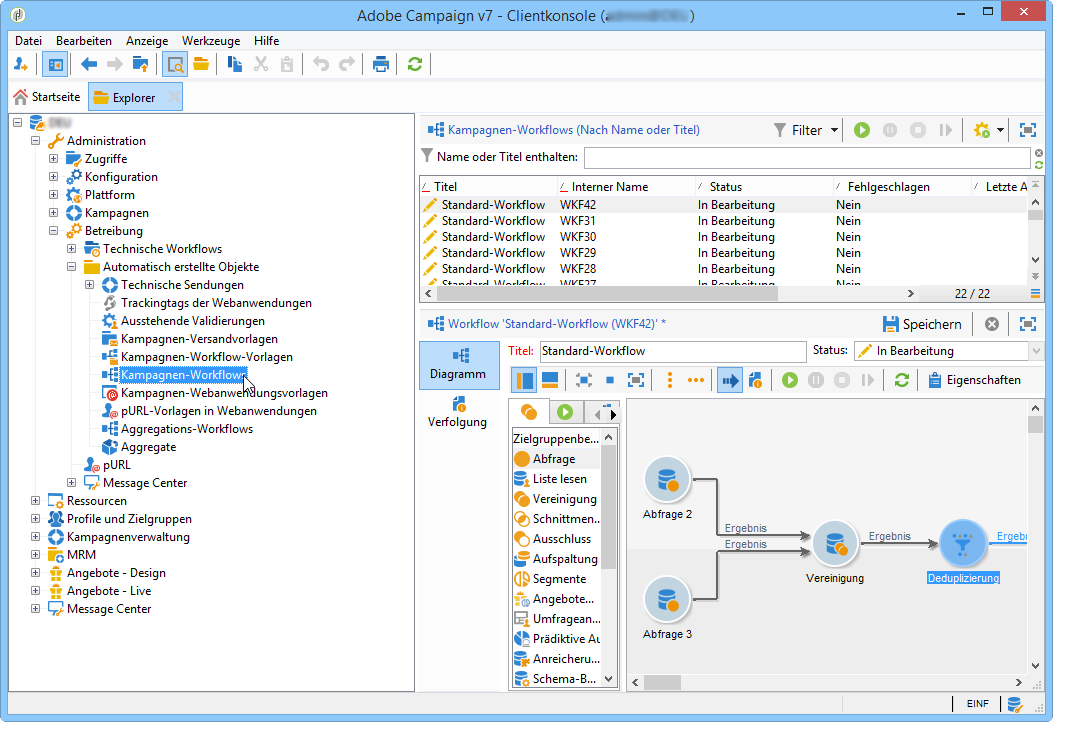 Adobe Campaign v7 - Clientkonsole ( )
Datei Bearbeiten Anzeige Werkzeuge Hilfe
Startseite Explorer
Administration
Zugriffe
Konfiguration
Plattform
Kampagnen
Betreibung
Technische Workflows
Automatisch erstellte Objekte
Technische Sendungen
Trackingtags der Webanwendungen
Ausstehende Validierungen
Kampagnen-Versandvorlagen
Kampagnen-Workflow-Vorlagen
Kampagnen-Workflows
Kampagnen-Webanwendungsvorlagen
pURL-Vorlagen in Webanwendungen
Aggregations-Workflows
Aggregate
pURL
Message Center
Ressourcen
Profile und Zielgruppen
Kampagnenverwaltung
MRM
Angebote - Design
Angebote - Live
Message Center
Kampagnen-Workflows (Nach Name oder Titel) Filter
Name oder Titel enthalten:
Titel Interner Name Status Fehlgeschlagen Letzte A
Standard-Workflow WKF42 In Bearbeitung Nein
Standard-Workflow WKF31 In Bearbeitung Nein
Standard-Workflow WKF30 In Bearbeitung Nein
Standard-Workflow WKF29 In Bearbeitung Nein
Standard-Workflow WKF28 In Bearbeitung Nein
Standard-Workflow WKF27 In Bearbeitung Nein
22 / 22
Workflow 'Standard-Workflow (WKF42)' * Speichern
Titel: Standard-Workflow Status: In Bearbeitung
Diagramm
Verfolgung
Eigenschaften
Zielgruppenbe...
Abfrage
Liste lesen
Vereinigung
Schnittmen...
Ausschluss
Aufspaltung
Segmente
Angebote...
Umfragean...
Prädiktive Au
Anreicheru...
Schema-B...
Abfrage 2
Ergebnis
Ergebnis
Abfrage 3
Vereinigung
Ergebnis
Deduplizierung
Ergebn
EINF